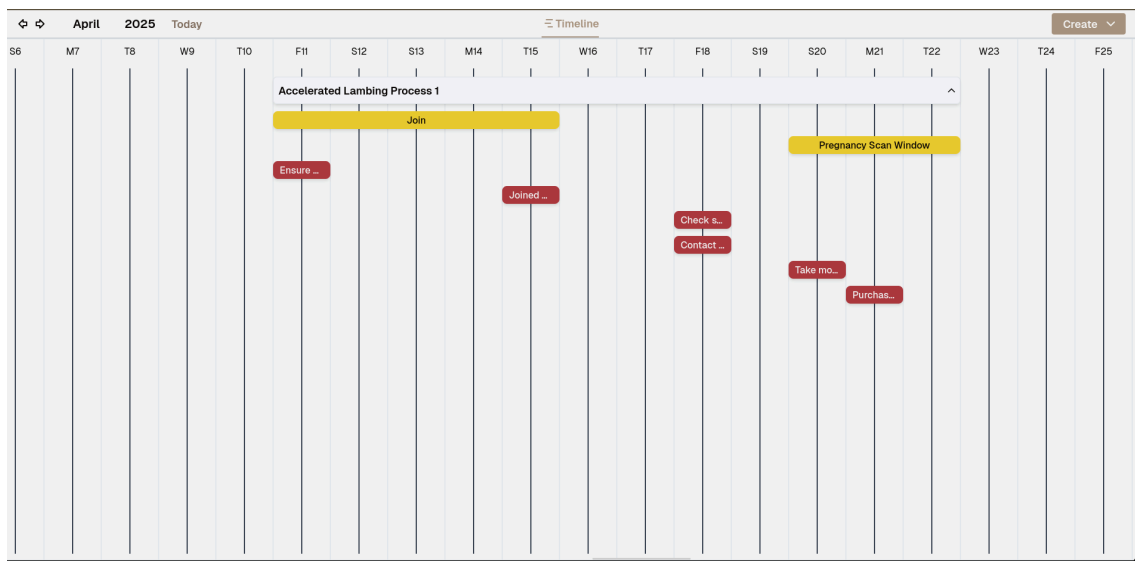 April 2025 Today Timeline Create
S6 M7 T8 W9 T10 F11 S12 S13 M14 T15 W16 T17 F18 S19 S20 M21 T22 W23 T24 F25
Accelerated Lambing Process 1
Join
Pregnancy Scan Window
Ensure ...
Joined ...
Check s...
Contact ...
Take mo...
Purchas...